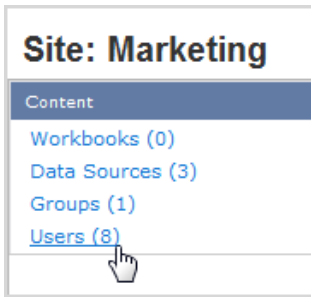 Site: Marketing
Content
Workbooks (0)
Data Sources (3)
Groups (1)
Users (8)